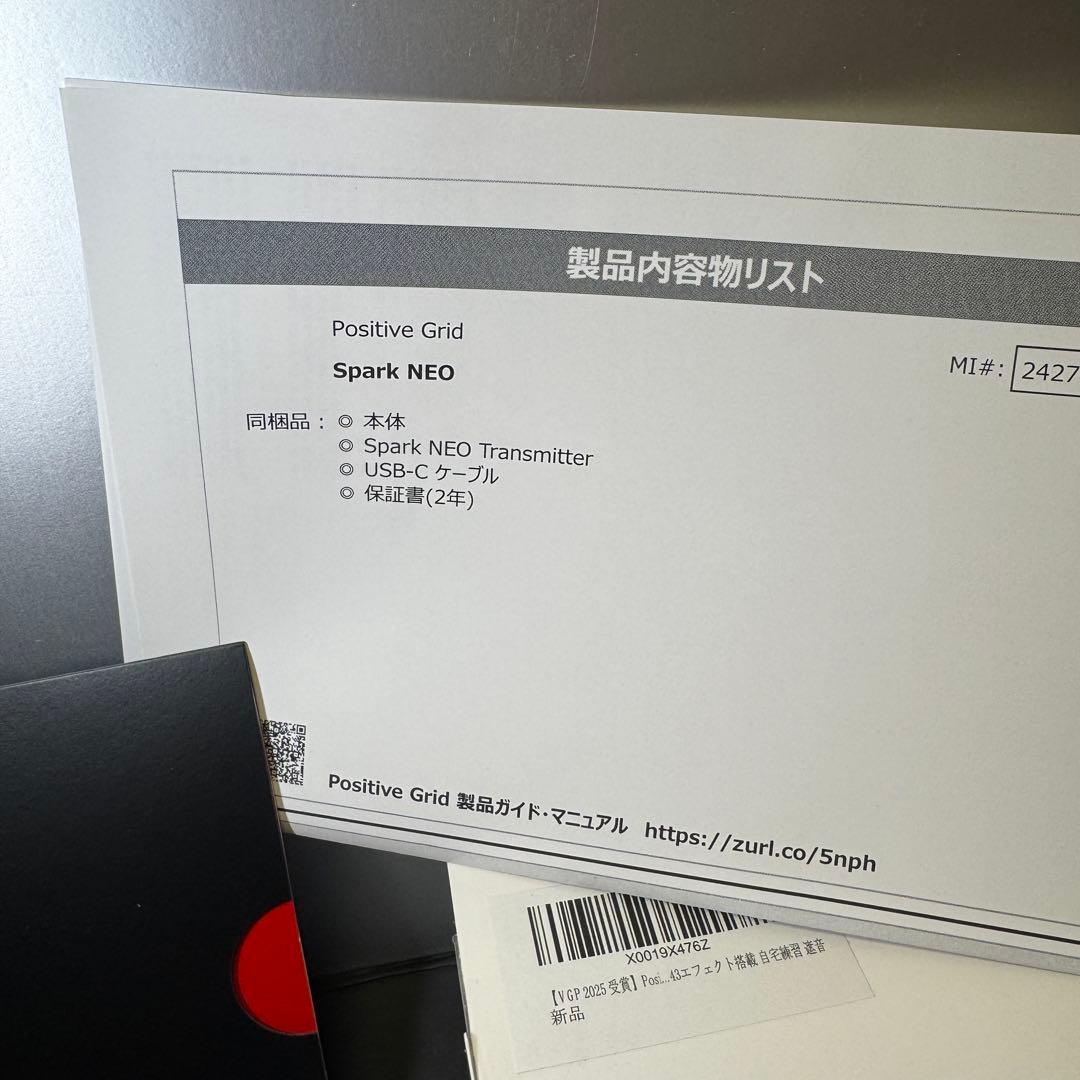 製品内容物リスト
Positive Grid
MI#: 2427
Spark NEO
同梱品 : ◎ 本体
◎ Spark NEO Transmitter
◎ USB-C ケーブル
◎ 保証書(2年)
Positive Grid 製品ガイド・マニュアル https://zurl.co/5nph
X0019X476Z
【VGP 2025 受賞】Posi...43エフェクト搭載 自宅練習 遮音
新品